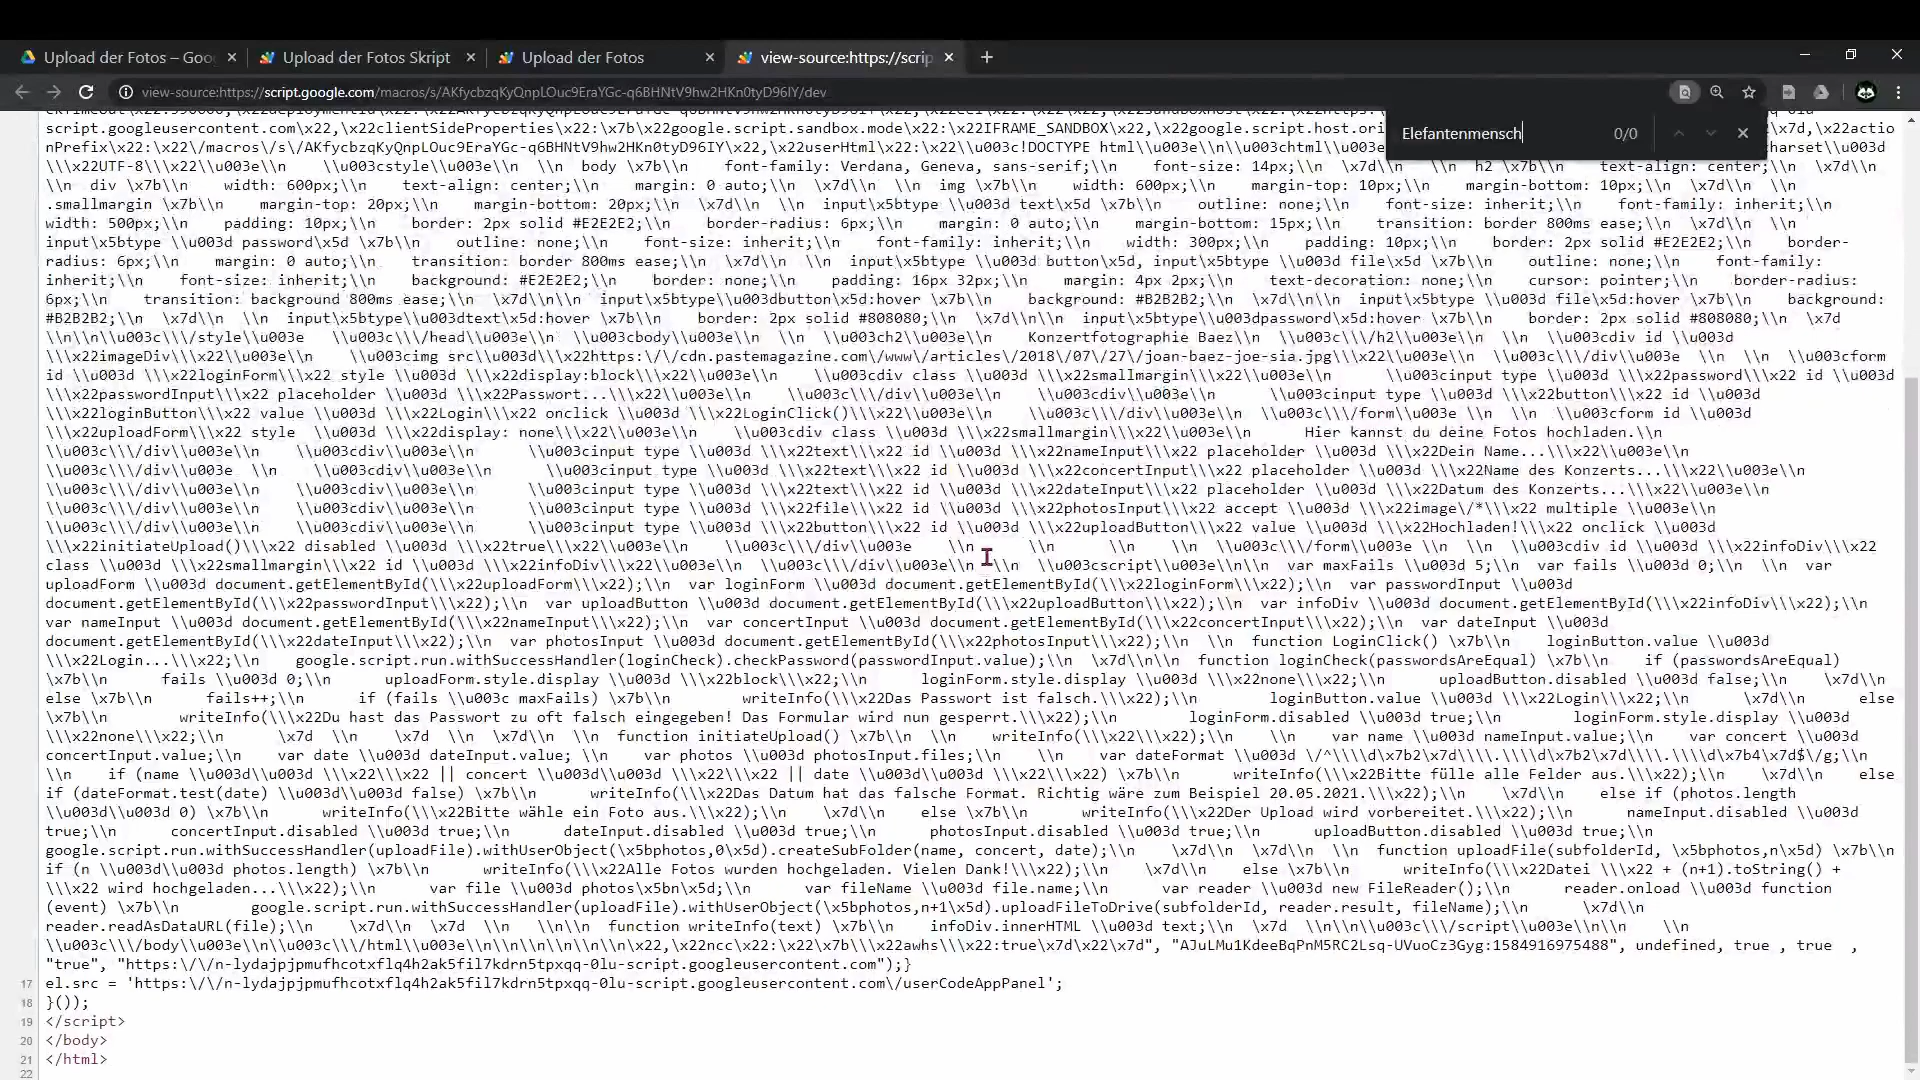 Upload der Fotos – Goo
Upload der Fotos Skript
Upload der Fotos
view-source:https://scrip
view-source:https://script.google.com/macros/s/AKfycbzqKyQnpLOuc9EraYGc-q6BHNtV9hw2HKn0tyD96IY/dev
Elefantenmensch
0/0
script.googleusercontent.com\x22,\x22clientSideProperties\x22:\x7b\x22google.script.sandbox.mode\x22:\x22IFRAME_SANDBOX\x22,\x22google.script.host.ori
nPrefix\x22:\x22\/macros\/s\/AKfycbzqKyQnpLOuc9EraYGc-q6BHNtV9hw2HKn0tyD96IY\x22,\x22userHtml\x22:\x22\\u003c!DOCTYPE html\\u003e\\n\\u003chtml\\u003e\\n
\\\x22UTF-8\\\x22\\u003e\\n    \\u003cstyle\\u003e\\n  \\n  body \x7b\\n    font-family: Verdana, Geneva, sans-serif;\\n    font-size: 14px;\\n  \x7d\\n  \\n  h2 \x7b\\n    text-align: center;\\n  \x7d\\n
\\n  div \x7b\\n    width: 600px;\\n    text-align: center;\\n    margin: 0 auto;\\n  \x7d\\n  \\n  img \x7b\\n    width: 600px;\\n    margin-top: 10px;\\n    margin-bottom: 10px;\\n  \x7d\\n  \\n
.smallmargin \x7b\\n    margin-top: 20px;\\n    margin-bottom: 20px;\\n  \x7d\\n  \\n  input\x5btype \\u003d text\x5d \x7b\\n    outline: none;\\n    font-size: inherit;\\n    font-family: inherit;\\n
width: 500px;\\n    padding: 10px;\\n    border: 2px solid #E2E2E2;\\n    border-radius: 6px;\\n    margin: 0 auto;\\n    margin-bottom: 15px;\\n    transition: border 800ms ease;\\n  \x7d\\n  \\n
input\x5btype \\u003d password\x5d \x7b\\n    outline: none;\\n    font-size: inherit;\\n    font-family: inherit;\\n    width: 300px;\\n    padding: 10px;\\n    border: 2px solid #E2E2E2;\\n    border-
radius: 6px;\\n    margin: 0 auto;\\n    transition: border 800ms ease;\\n  \x7d\\n  \\n  input\x5btype \\u003d button\x5d, input\x5btype \\u003d file\x5d \x7b\\n    outline: none;\\n    font-family:
inherit;\\n    font-size: inherit;\\n    background: #E2E2E2;\\n    border: none;\\n    padding: 16px 32px;\\n    margin: 4px 2px;\\n    text-decoration: none;\\n    cursor: pointer;\\n    border-radius:
6px;\\n    transition: background 800ms ease;\\n  \x7d\\n\\n  input\x5btype\\u003dbutton\x5d:hover \x7b\\n    background: #B2B2B2;\\n  \x7d\\n\\n  input\x5btype \\u003d file\x5d:hover \x7b\\n    background:
#B2B2B2;\\n  \x7d\\n  \\n  input\x5btype\\u003dtext\x5d:hover \x7b\\n    border: 2px solid #808080;\\n  \x7d\\n\\n  input\x5btype\\u003dpassword\x5d:hover \x7b\\n    border: 2px solid #808080;\\n  \x7d
\\n\\n\\u003c\\\/style\\u003e    \\u003c\\\/head\\u003e\\n  \\u003cbody\\u003e\\n  \\n  \\u003ch2\\u003e\\n    Konzertfotographie Baez\\n  \\u003c\\\/h2\\u003e\\n  \\n  \\u003cdiv id \\u003d
\\\x22imageDiv\\\x22\\u003e\\n    \\u003cimg src\\u003d\\\x22https:\/\/cdn.pastemagazine.com\/www\/articles\/2018\/07\/27\/joan-baez-joe-sia.jpg\\\x22\\u003e\\n  \\u003c\\\/div\\u003e  \\n  \\n  \\u003cform
id \\u003d \\\x22loginForm\\\x22 style \\u003d \\\x22display:block\\\x22\\u003e\\n    \\u003cdiv class \\u003d \\\x22smallmargin\\\x22\\u003e\\n      \\u003cinput type \\u003d \\\x22password\\\x22 id \\u003d
\\\x22passwordInput\\\x22 placeholder \\u003d \\\x22Passwort...\\\x22\\u003e\\n    \\u003c\\\/div\\u003e\\n    \\u003cdiv\\u003e\\n      \\u003cinput type \\u003d \\\x22button\\\x22 id \\u003d
\\\x22loginButton\\\x22 value \\u003d \\\x22Login\\\x22 onclick \\u003d \\\x22LoginClick()\\\x22\\u003e\\n    \\u003c\\\/div\\u003e\\n  \\u003c\\\/form\\u003e \\n  \\n  \\u003cform id \\u003d
\\\x22uploadForm\\\x22 style  \\u003d \\\x22display: none\\\x22\\u003e\\n    \\u003cdiv class \\u003d \\\x22smallmargin\\\x22\\u003e\\n      Hier kannst du deine Fotos hochladen.\\n
\\u003c\\\/div\\u003e\\n    \\u003cdiv\\u003e\\n      \\u003cinput type \\u003d \\\x22text\\\x22 id \\u003d \\\x22nameInput\\\x22 placeholder \\u003d \\\x22Dein Name...\\\x22\\u003e\\n
\\u003c\\\/div\\u003e  \\n    \\u003cdiv\\u003e\\n      \\u003cinput type \\u003d \\\x22text\\\x22 id \\u003d \\\x22concertInput\\\x22 placeholder \\u003d \\\x22Name des Konzerts...\\\x22\\u003e\\n
\\u003c\\\/div\\u003e\\n    \\u003cdiv\\u003e\\n      \\u003cinput type \\u003d \\\x22text\\\x22 id \\u003d \\\x22dateInput\\\x22 placeholder \\u003d \\\x22Datum des Konzerts...\\\x22\\u003e\\n
\\u003c\\\/div\\u003e\\n    \\u003cdiv\\u003e\\n      \\u003cinput type \\u003d \\\x22file\\\x22 id \\u003d \\\x22photosInput\\\x22 accept \\u003d \\\x22image\/*\\\x22 multiple \\u003e\\n
\\u003c\\\/div\\u003e\\n    \\u003cdiv\\u003e\\n      \\u003cinput type \\u003d \\\x22button\\\x22 id \\u003d \\\x22uploadButton\\\x22 value \\u003d \\\x22Hochladen!\\\x22 onclick \\u003d
\\\x22initiateUpload()\\\x22 disabled \\u003d \\\x22true\\\x22\\u003e\\n    \\u003c\\\/div\\u003e    \\n    \\n    \\n    \\n  \\u003c\\\/form\\u003e \\n  \\n  \\u003cdiv id \\u003d \\\x22infoDiv\\\x22
class \\u003d \\\x22smallmargin\\\x22 id \\u003d \\\x22infoDiv\\\x22\\u003e\\n  \\u003c\\\/div\\u003e\\n  \\n  \\u003cscript\\u003e\\n\\n  var maxFails \\u003d 5;\\n  var fails \\u003d 0;\\n  \\n  var
uploadForm \\u003d document.getElementById(\\\x22uploadForm\\\x22);\\n  var loginForm \\u003d document.getElementById(\\\x22loginForm\\\x22);\\n  var passwordInput \\u003d
document.getElementById(\\\x22passwordInput\\\x22);\\n  var uploadButton \\u003d document.getElementById(\\\x22uploadButton\\\x22);\\n  var infoDiv \\u003d document.getElementById(\\\x22infoDiv\\\x22);\\n
var nameInput \\u003d document.getElementById(\\\x22nameInput\\\x22);\\n  var concertInput \\u003d document.getElementById(\\\x22concertInput\\\x22);\\n  var dateInput \\u003d
document.getElementById(\\\x22dateInput\\\x22);\\n  var photosInput \\u003d document.getElementById(\\\x22photosInput\\\x22);\\n  \\n  function LoginClick() \x7b\\n    loginButton.value \\u003d
\\\x22Login...\\\x22;\\n    google.script.run.withSuccessHandler(loginCheck).checkPassword(passwordInput.value);\\n  \x7d\\n\\n  function loginCheck(passwordsAreEqual) \x7b\\n    if (passwordsAreEqual)
\x7b\\n      fails \\u003d 0;\\n      uploadForm.style.display \\u003d \\\x22block\\\x22;\\n      loginForm.style.display \\u003d \\\x22none\\\x22;\\n      uploadButton.disabled \\u003d false;\\n    \x7d\\n
else \x7b\\n      fails++;\\n      if (fails \\u003c maxFails) \x7b\\n        writeInfo(\\\x22Das Passwort ist falsch.\\\x22);\\n        loginButton.value \\u003d \\\x22Login\\\x22;\\n      \x7d\\n      else
\x7b\\n        writeInfo(\\\x22Du hast das Passwort zu oft falsch eingegeben! Das Formular wird nun gesperrt.\\\x22);\\n        loginForm.disabled \\u003d true;\\n        loginForm.style.display \\u003d
\\\x22none\\\x22;\\n      \x7d  \\n    \x7d  \\n  \x7d\\n  \\n  function initiateUpload() \x7b\\n    writeInfo(\\\x22\\\x22);\\n    var name \\u003d nameInput.value;\\n    var concert \\u003d
concertInput.value;\\n    var date \\u003d dateInput.value; \\n    var photos \\u003d photosInput.files;\\n    \\n    var dateFormat \\u003d \/^\\\\d\x7b2\x7d\\\\.\\\\d\x7b2\x7d\\\\.\\\\d\x7b4\x7d$\/g;\\n
\\n    if (name \\u003d\\u003d \\\x22\\\x22 || concert \\u003d\\u003d \\\x22\\\x22 || date \\u003d\\u003d \\\x22\\\x22) \x7b\\n      writeInfo(\\\x22Bitte fülle alle Felder aus.\\\x22);\\n    \x7d\\n    else
if (dateFormat.test(date) \\u003d\\u003d false) \x7b\\n      writeInfo(\\\x22Das Datum hat das falsche Format. Richtig wäre zum Beispiel 20.05.2021.\\\x22);\\n    \x7d\\n    else if (photos.length
\\u003d\\u003d 0) \x7b\\n      writeInfo(\\\x22Bitte wähle ein Foto aus.\\\x22);\\n    \x7d\\n    else \x7b\\n      writeInfo(\\\x22Der Upload wird vorbereitet.\\\x22);\\n      nameInput.disabled \\u003d
true;\\n      concertInput.disabled \\u003d true;\\n      dateInput.disabled \\u003d true;\\n      photosInput.disabled \\u003d true;\\n      uploadButton.disabled \\u003d true;\\n
google.script.run.withSuccessHandler(uploadFile).withUserObject(\x5bphotos,0\x5d).createSubFolder(name, concert, date);\\n    \x7d\\n  \x7d\\n  \\n  function uploadFile(subfolderId, \x5bphotos,n\x5d) \x7b\\n
if (n \\u003d\\u003d photos.length) \x7b\\n      writeInfo(\\\x22Alle Fotos wurden hochgeladen. Vielen Dank!\\\x22);\\n    \x7d\\n    else \x7b\\n      writeInfo(\\\x22Datei \\\x22 + (n+1).toString() +
\\\x22 wird hochgeladen...\\\x22);\\n      var file \\u003d photos\x5bn\x5d;\\n      var fileName \\u003d file.name;\\n      var reader \\u003d new FileReader();\\n      reader.onload \\u003d function
(event) \x7b\\n        google.script.run.withSuccessHandler(uploadFile).withUserObject(\x5bphotos,n+1\x5d).uploadFileToDrive(subfolderId, reader.result, fileName);\\n      \x7d\\n
reader.readAsDataURL(file);\\n    \x7d\\n  \x7d  \\n  \\n\\n  function writeInfo(text) \x7b\\n    infoDiv.innerHTML \\u003d text;\\n  \x7d  \\n  \\n  \\u003c\\\/script\\u003e\\n    \\n
\\u003c\\\/body\\u003e\\n\\u003c\\\/html\\u003e\\n\\n\\n\\n\\n\\n\x22,\x22ncc\x22:\x22\x7b\\\x22awhs\\\x22:true\x7d\x22\x7d", "AJuLMu1KdeeBqPnM5RC2Lsq-UVuoCz3Gyg:1584916975488", undefined, true , true  ,
"true", "https:\/\/n-lydajpjpmufhcotxflq4h2ak5fil7kdrn5tpxqq-0lu-script.googleusercontent.com");}
17 el.src = 'https:\/\/n-lydajpjpmufhcotxflq4h2ak5fil7kdrn5tpxqq-0lu-script.googleusercontent.com\/userCodeAppPanel';
18 }());
19 </script>
20 </body>
21 </html>
22